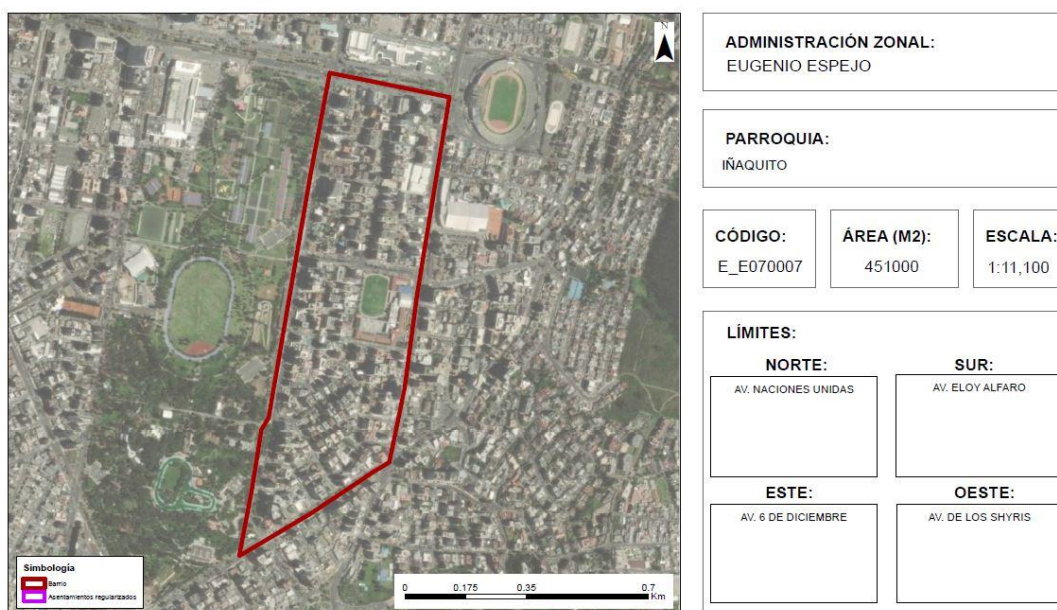 N
Simbología
Barrio
Asentamientos regularizados
0 0.175 0.35 0.7
Km
ADMINISTRACIÓN ZONAL:
EUGENIO ESPEJO
PARROQUIA:
IÑAQUITO
CÓDIGO:
E_E070007
ÁREA (M2):
451000
ESCALA:
1:11,100
LÍMITES:
NORTE:
AV. NACIONES UNIDAS
SUR:
AV. ELOY ALFARO
ESTE:
AV. 6 DE DICIEMBRE
OESTE:
AV. DE LOS SHYRIS